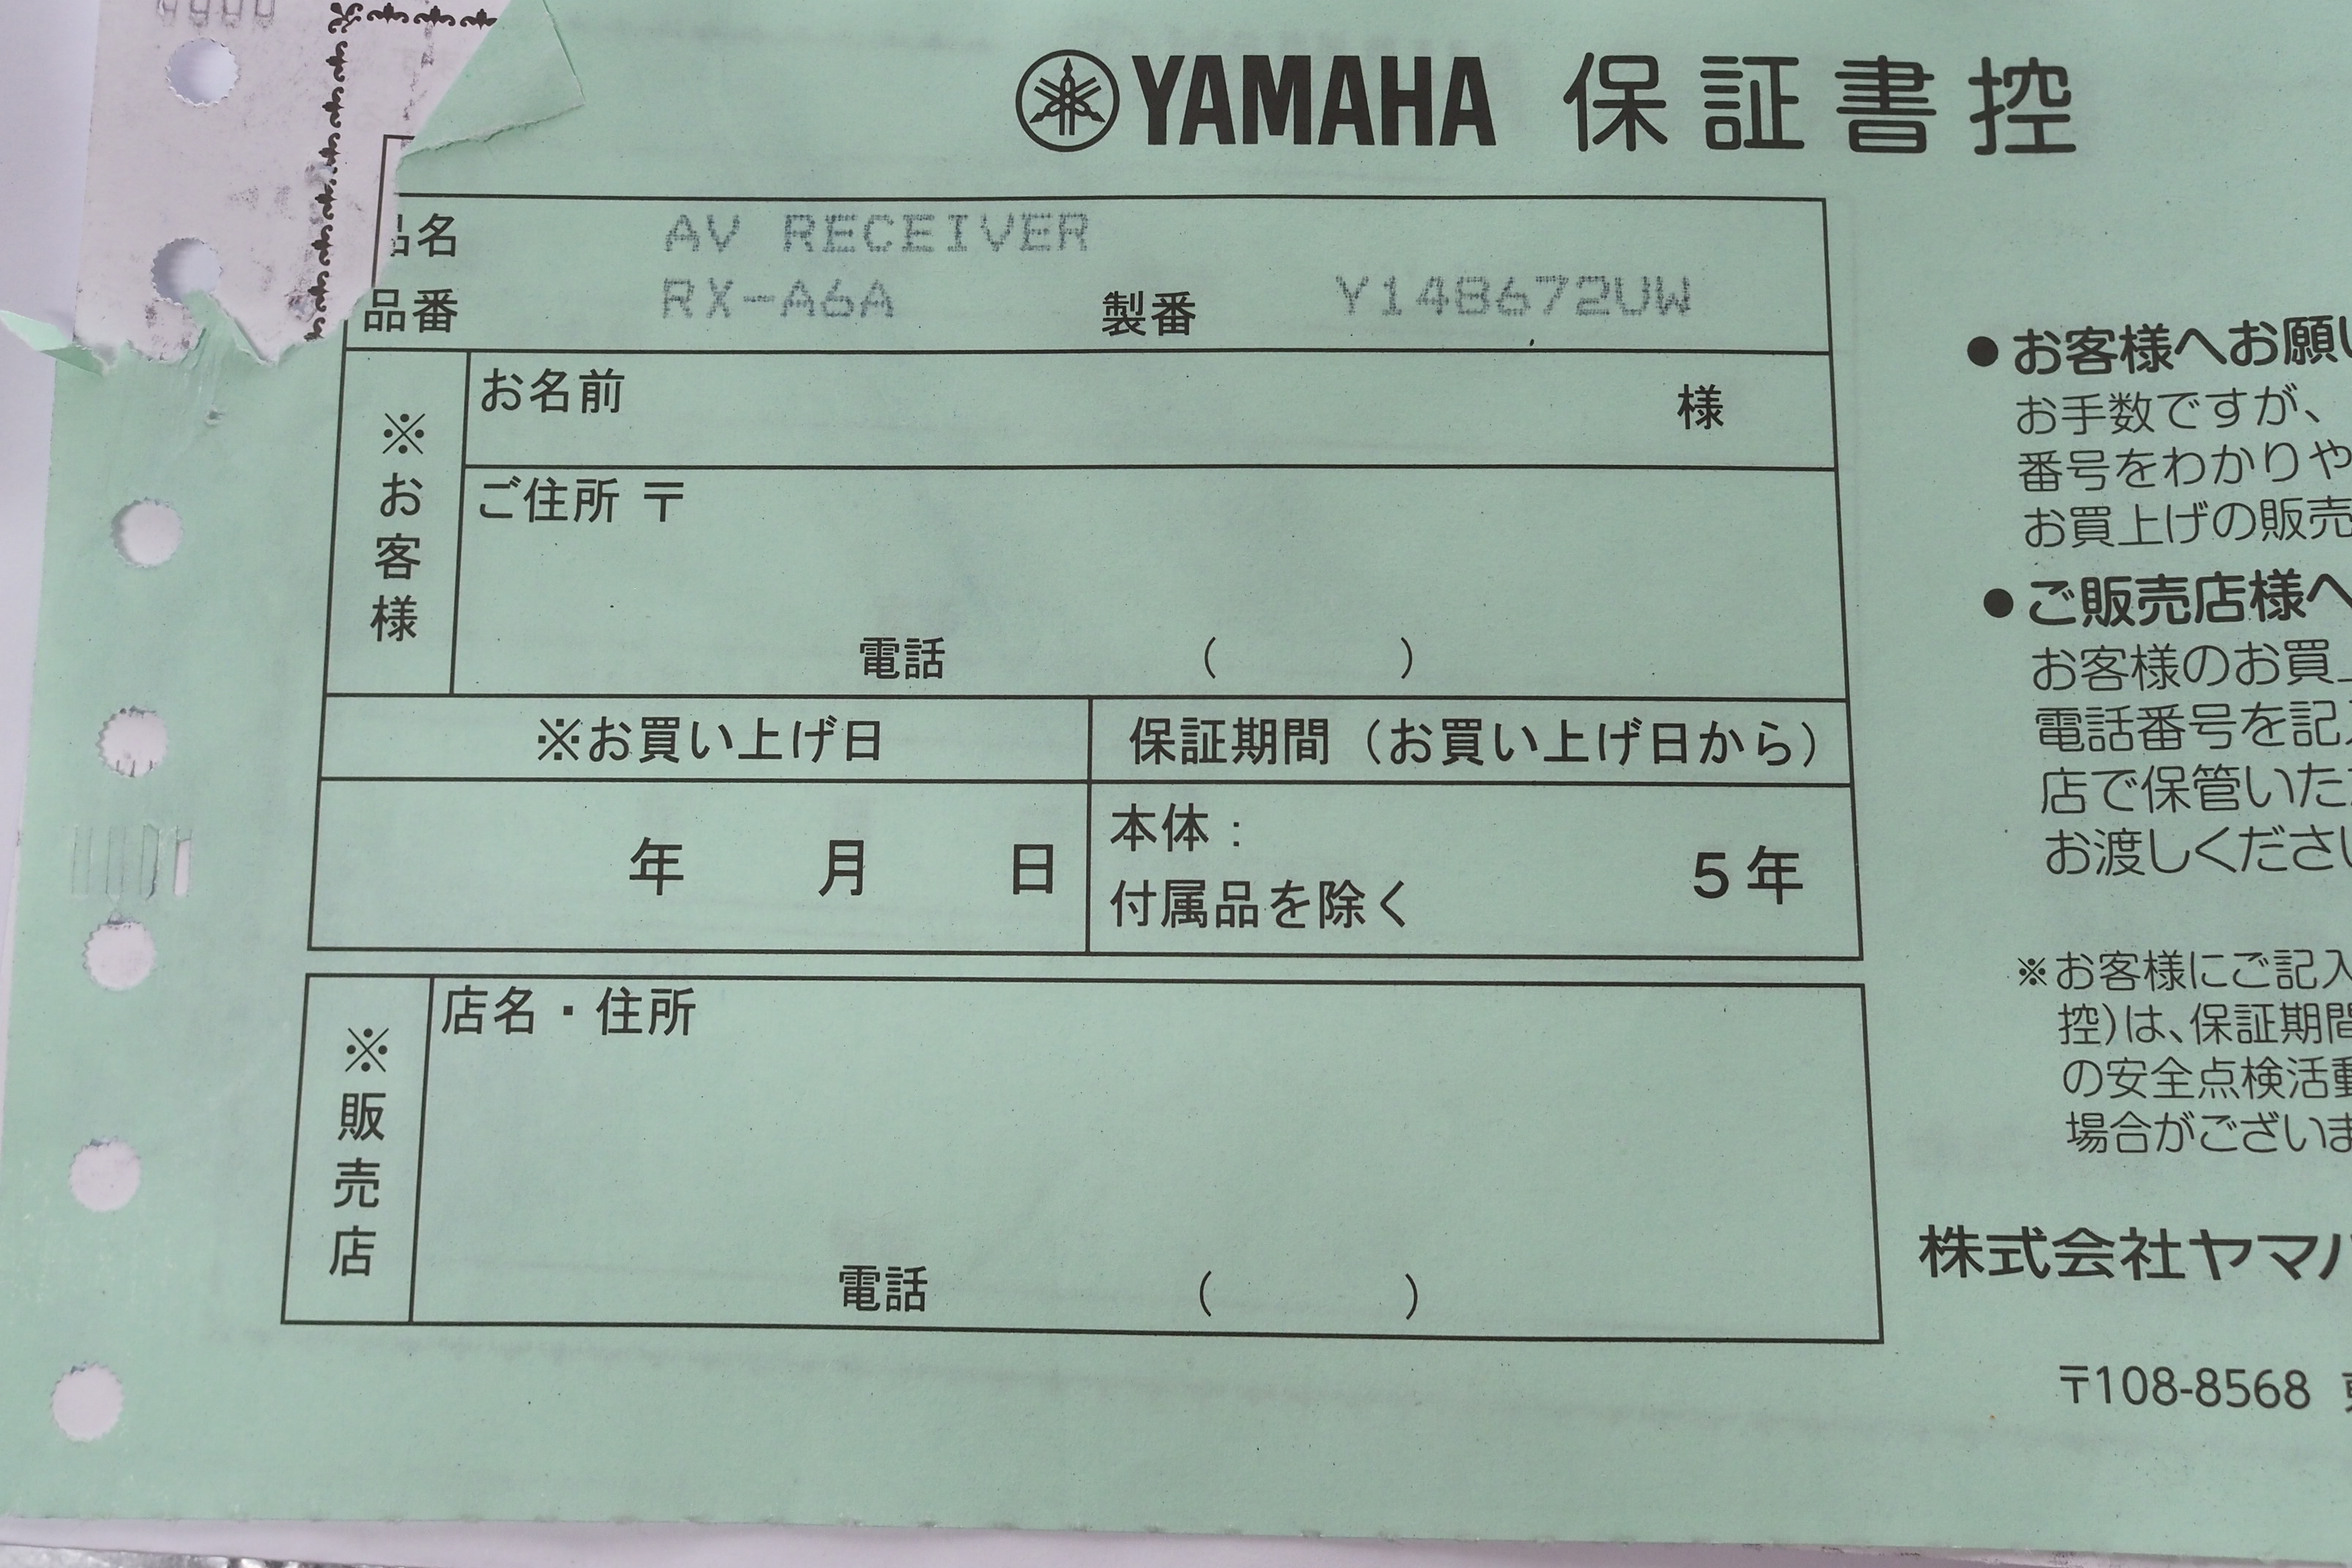 YAMAHA 保証書控
品名 AV RECEIVER
品番 RX-A6A 製番 Y148672UW
※お客様
お名前 様
ご住所 〒
電話 ( )
※お買い上げ日 保証期間（お買い上げ日から）
年 月 日
本体：
付属品を除く 5年
※販売店
店名・住所
電話 ( )
●お客様へお願い
お手数ですが、
番号をわかりや
お買上げの販売
●ご販売店様へ
お客様のお買上
電話番号を記入
店で保管いた
お渡しください
※お客様にご記入
控)は、保証期間
の安全点検活動
場合がございま
株式会社ヤマハ
〒108-8568